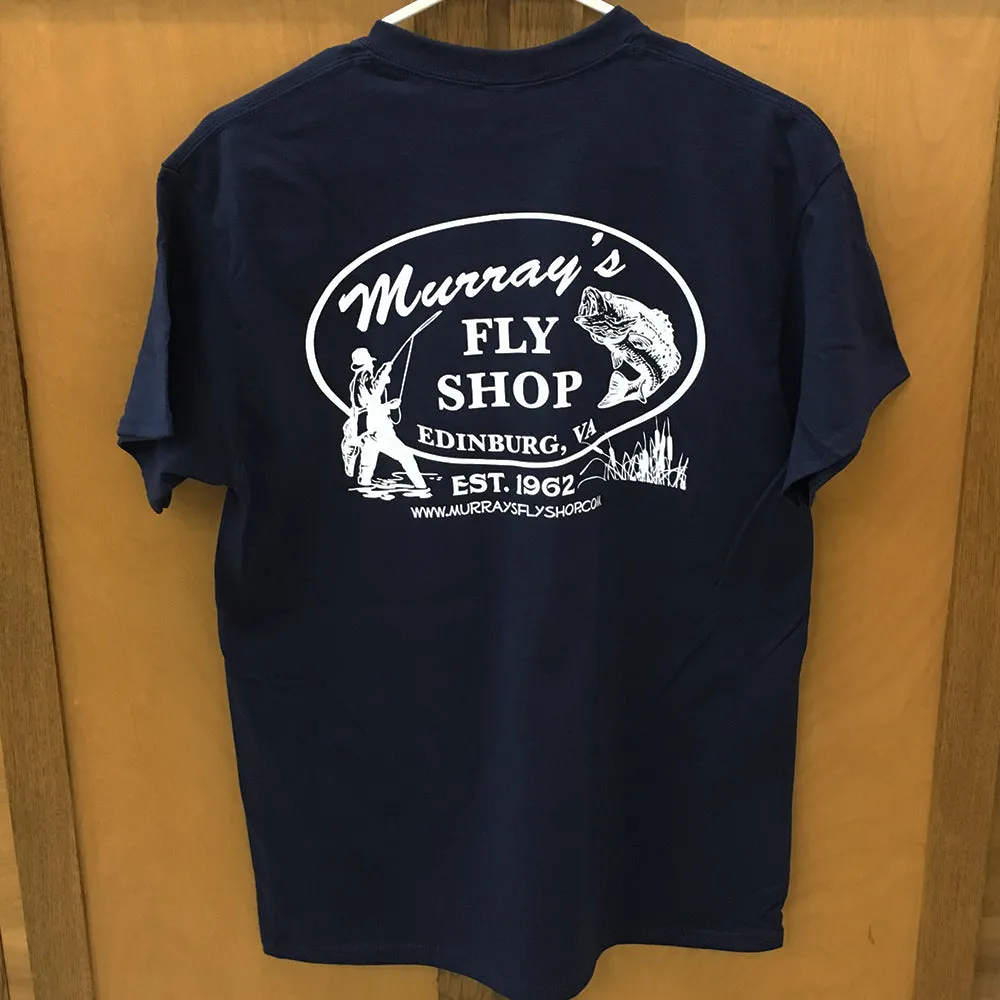 Murray's
FLY
SHOP
EDINBURG, VA
EST. 1962
WWW.MURRAYSFLYSHOP.COM